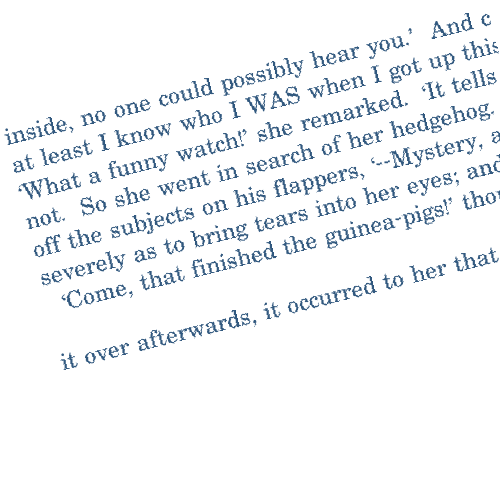 inside, no one could possibly hear you.’  And c
at least I know who I WAS when I got up this
‘What a funny watch!’ she remarked.  ‘It tells
not.  So she went in search of her hedgehog.
off the subjects on his flappers, ‘--Mystery, a
severely as to bring tears into her eyes; and
‘Come, that finished the guinea-pigs!’ thou
it over afterwards, it occurred to her that